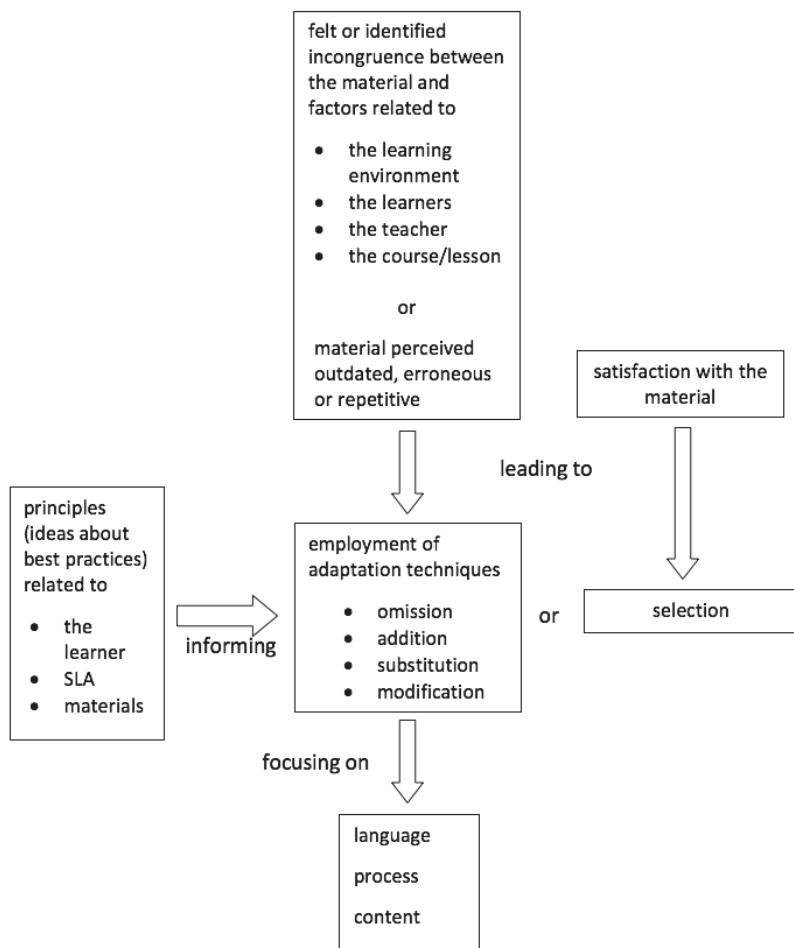 felt or identified
incongruence between
the material and
factors related to
• the learning
environment
• the learners
• the teacher
• the course/lesson
or
material perceived
outdated, erroneous
or repetitive
satisfaction with the
material
leading to
principles
(ideas about
best practices)
related to
• the
learner
• SLA
• materials
informing
employment of
adaptation techniques
• omission
• addition
• substitution
• modification
or
selection
focusing on
language
process
content